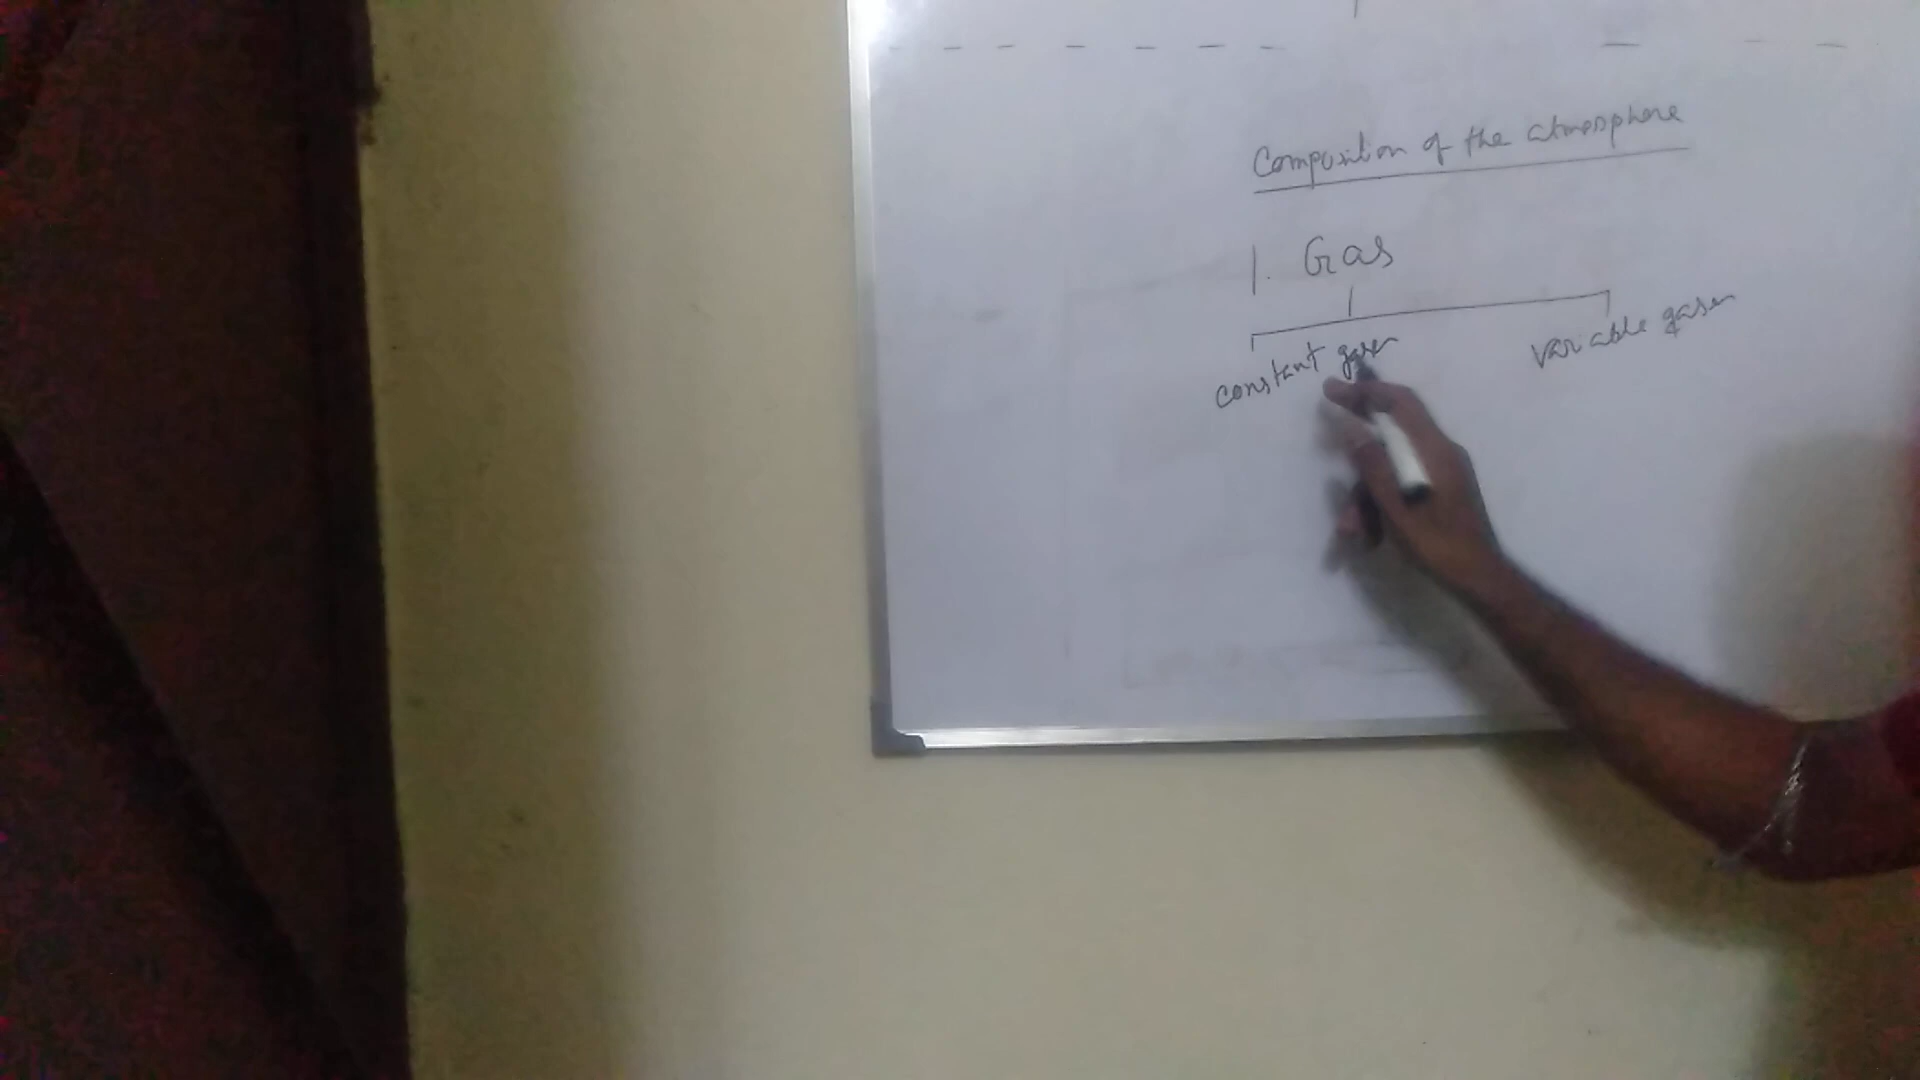 Composition of the atmosphere
1. Gas
constant gases
variable gases